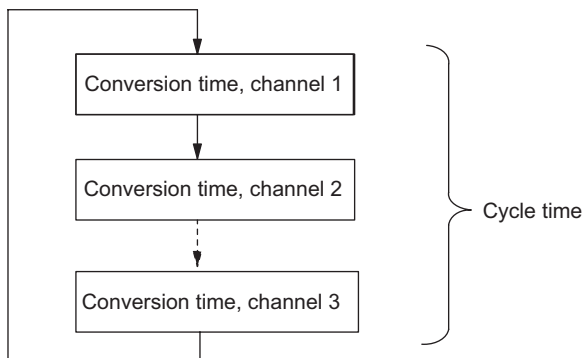 Conversion time, channel 1
Conversion time, channel 2
Cycle time
Conversion time, channel 3